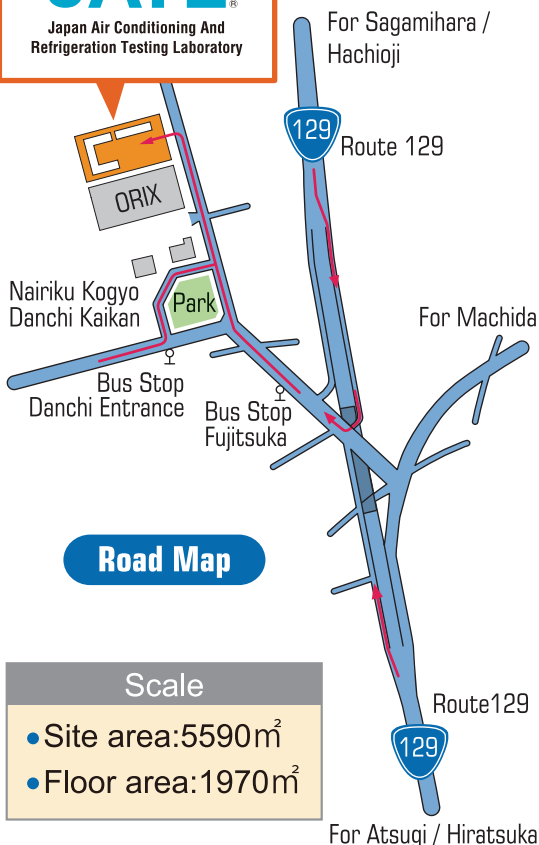 Japan Air Conditioning And
Refrigeration Testing Laboratory
For Sagamihara /
Hachioji
129
Route 129
ORIX
Nairiku Kogyo
Danchi Kaikan
Park
For Machida
Bus Stop
Danchi Entrance
Bus Stop
Fujitsuka
Road Map
Scale
•Site area:5590㎡
•Floor area:1970㎡
Route129
129
For Atsugi / Hiratsuka